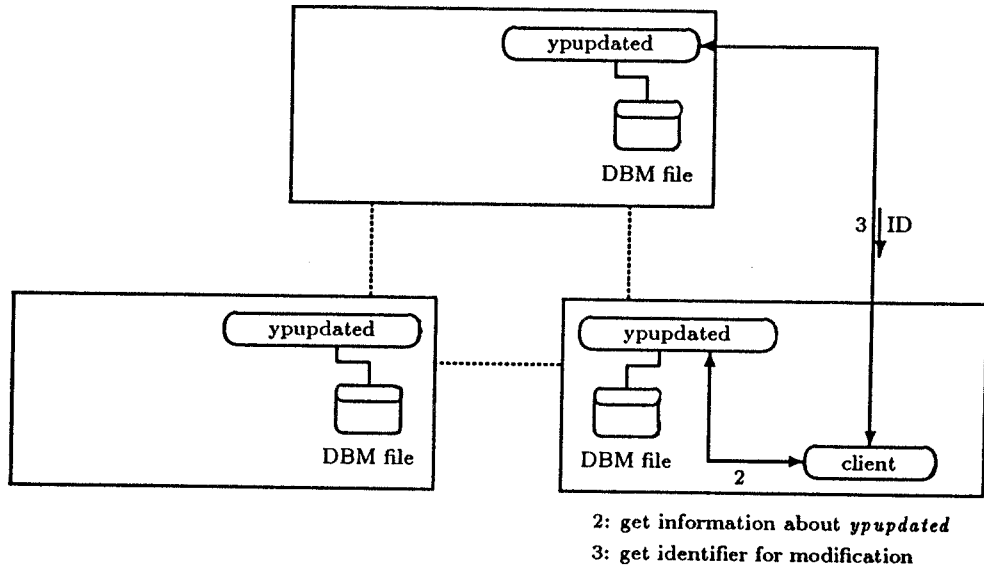 ypupdated
DBM file
3 ID
ypupdated
ypupdated
DBM file
DBM file
client
2
2: get information about ypupdated
3: get identifier for modification